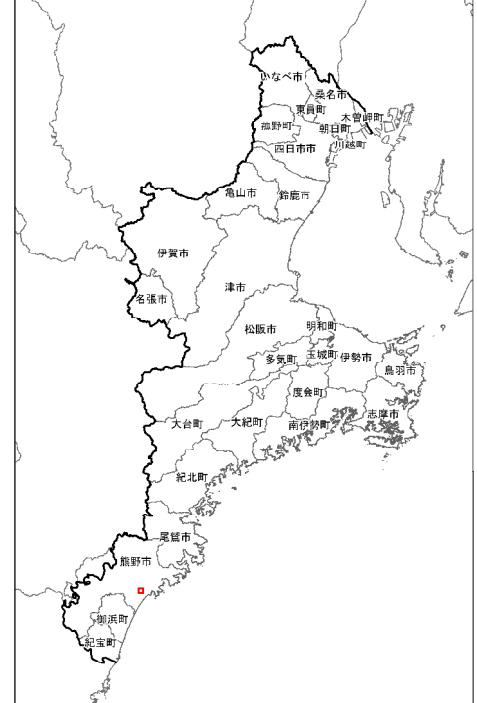 いなべ市
桑名市
東員町
木曽岬町
菰野町
朝日町
川越町
四日市市
亀山市
鈴鹿市
伊賀市
津市
名張市
松阪市
明和町
多気町
玉城町
伊勢市
鳥羽市
度会町
大台町
大紀町
南伊勢町
志摩市
紀北町
尾鷲市
熊野市
御浜町
紀宝町